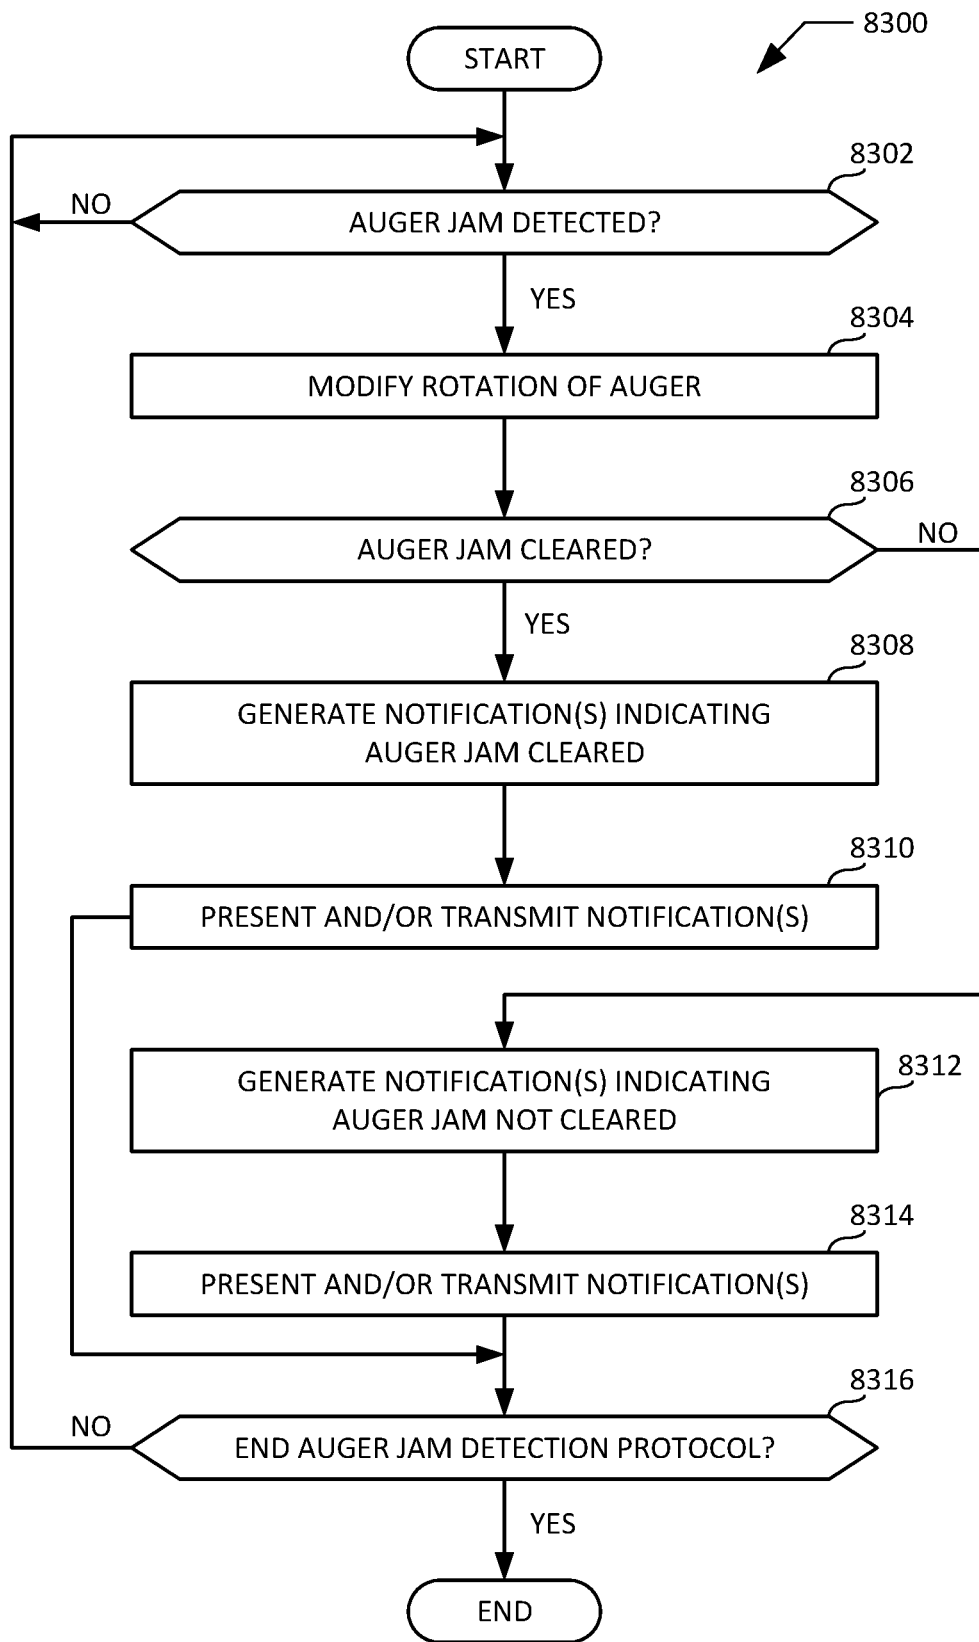 START
8300
8302
NO
AUGER JAM DETECTED?
YES
8304
MODIFY ROTATION OF AUGER
8306
AUGER JAM CLEARED?
NO
YES
8308
GENERATE NOTIFICATION(S) INDICATING
AUGER JAM CLEARED
8310
PRESENT AND/OR TRANSMIT NOTIFICATION(S)
8312
GENERATE NOTIFICATION(S) INDICATING
AUGER JAM NOT CLEARED
8314
PRESENT AND/OR TRANSMIT NOTIFICATION(S)
8316
NO
END AUGER JAM DETECTION PROTOCOL?
YES
END